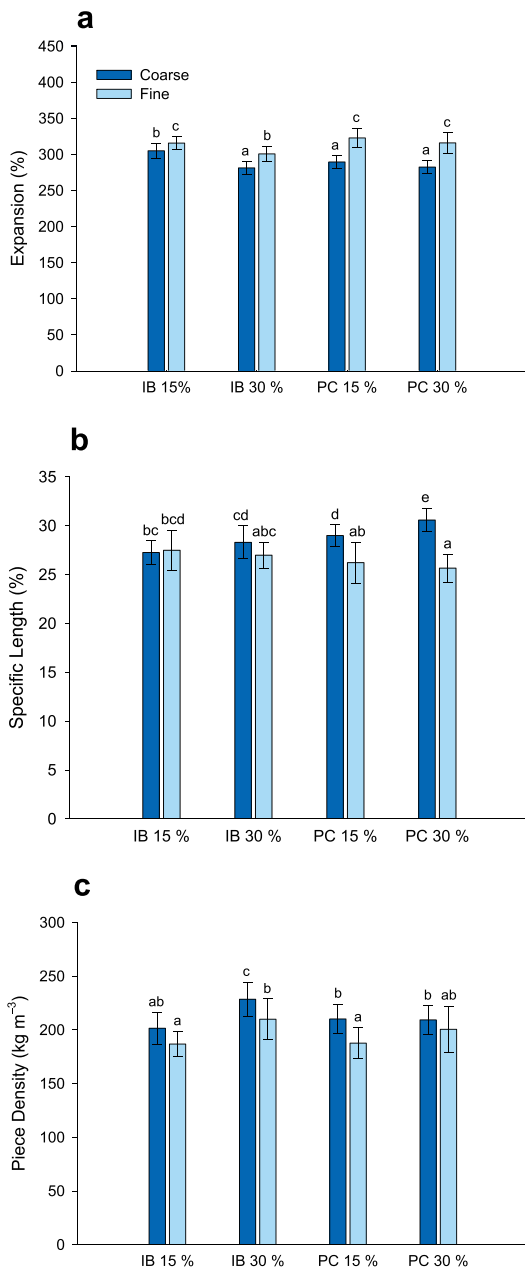 a
450
400
350
300
250
200
150
100
50
0
Expansion (%)
Coarse
Fine
b c a b a c a c
IB 15% IB 30 % PC 15 % PC 30 %
b
35
30
25
20
15
10
5
0
Specific Length (%)
bc bcd cd abc d ab e a
IB 15 % IB 30 % PC 15 % PC 30 %
c
300
250
200
150
100
50
0
Piece Density (kg m⁻³)
ab a c b b a b ab
IB 15 % IB 30 % PC 15 % PC 30 %